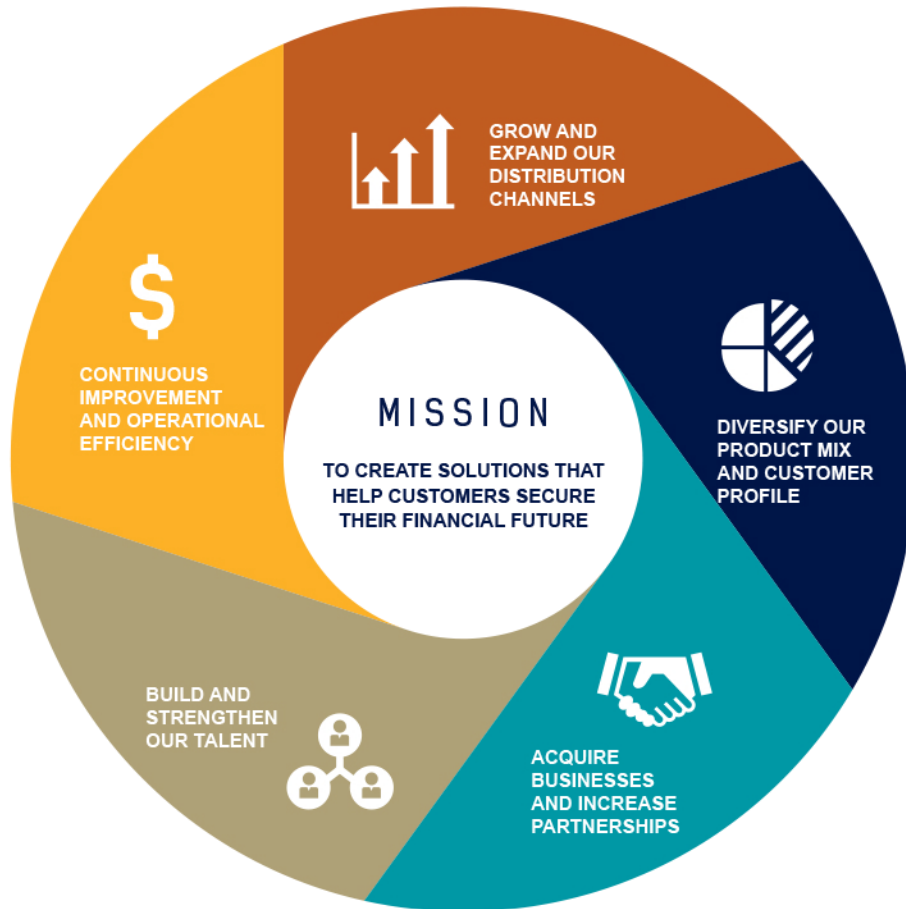 GROW AND
EXPAND OUR
DISTRIBUTION
CHANNELS
DIVERSIFY OUR
PRODUCT MIX
AND CUSTOMER
PROFILE
ACQUIRE
BUSINESSES
AND INCREASE
PARTNERSHIPS
BUILD AND
STRENGTHEN
OUR TALENT
$
CONTINUOUS
IMPROVEMENT
AND OPERATIONAL
EFFICIENCY
MISSION
TO CREATE SOLUTIONS THAT
HELP CUSTOMERS SECURE
THEIR FINANCIAL FUTURE